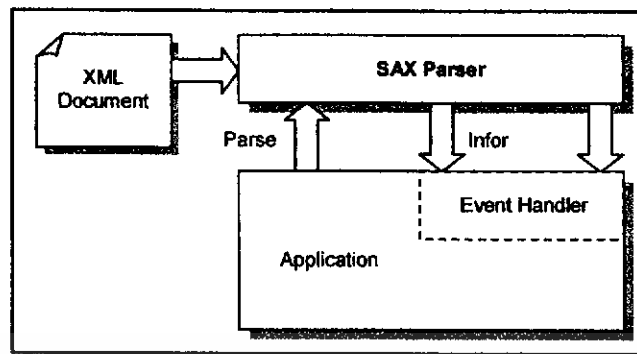 XML
Document
SAX Parser
Parse
Infor
Event Handler
Application